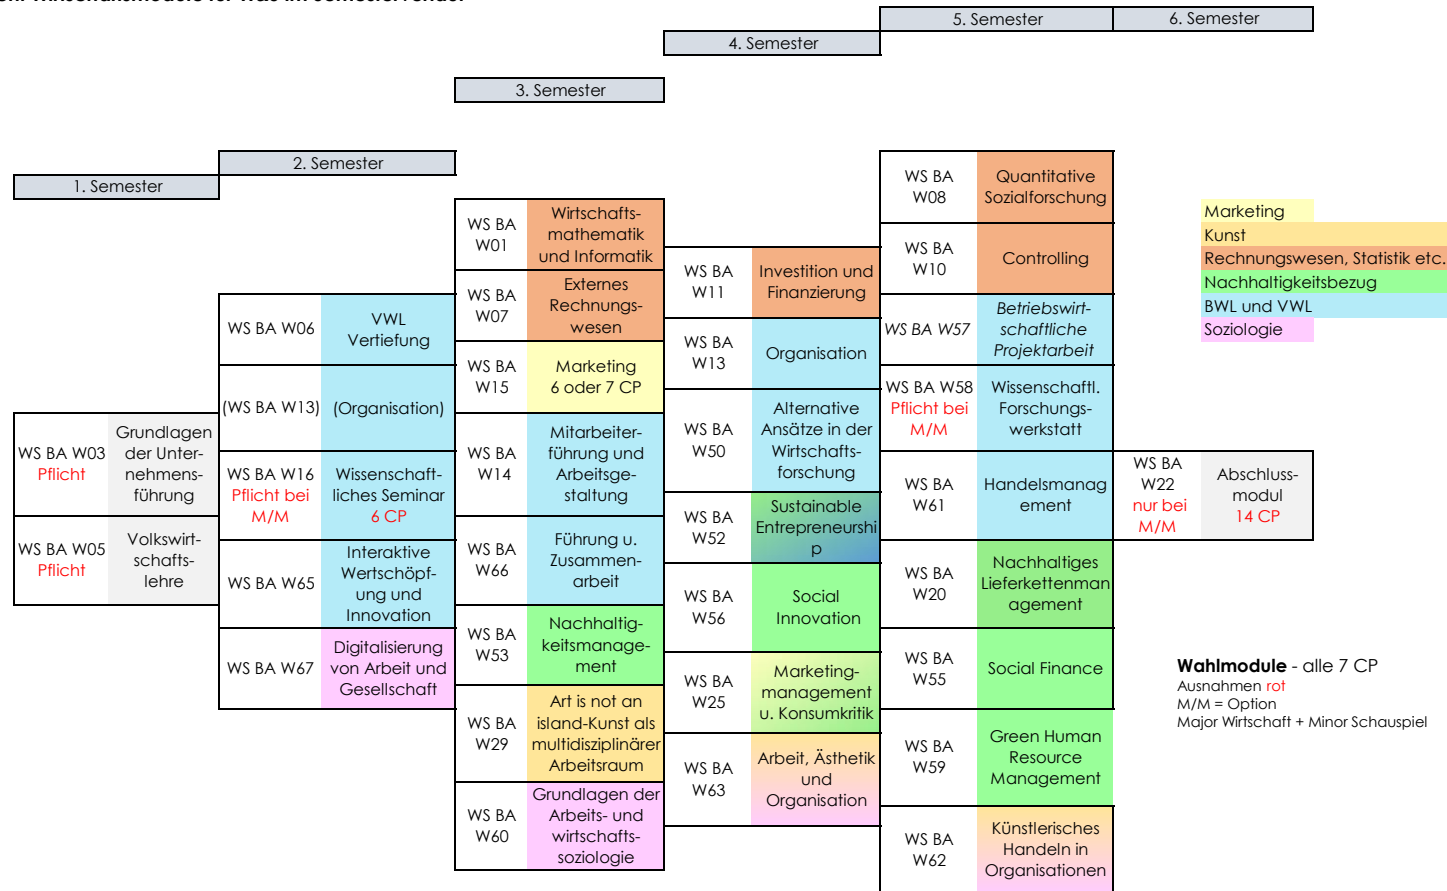 5. Semester
6. Semester
4. Semester
3. Semester
2. Semester
1. Semester
WS BA W03
Pflicht
Grundlagen
der Unter-
nehmens-
führung
WS BA W05
Pflicht
Volkswirt-
schafts-
lehre
WS BA W06
VWL
Vertiefung
(WS BA W13)
(Organisation)
WS BA W16
Pflicht bei
M/M
Wissenschaft-
liches Seminar
6 CP
WS BA W65
Interaktive
Wertschöpf-
ung und
Innovation
WS BA W67
Digitalisierung
von Arbeit und
Gesellschaft
WS BA
W01
Wirtschafts-
mathematik
und Informatik
WS BA
W07
Externes
Rechnungs-
wesen
WS BA
W15
Marketing
6 oder 7 CP
WS BA
W14
Mitarbeiter-
führung und
Arbeitsge-
staltung
WS BA
W66
Führung u.
Zusammen-
arbeit
WS BA
W53
Nachhaltig-
keitsmanage-
ment
WS BA
W29
Art is not an
island-Kunst als
multidisziplinärer
Arbeitsraum
WS BA
W60
Grundlagen der
Arbeits- und
wirtschafts-
soziologie
WS BA
W11
Investition und
Finanzierung
WS BA
W13
Organisation
WS BA
W50
Alternative
Ansätze in der
Wirtschafts-
forschung
WS BA
W52
Sustainable
Entrepreneurshi
p
WS BA
W56
Social
Innovation
WS BA
W25
Marketing-
management
u. Konsumkritik
WS BA
W63
Arbeit, Ästhetik
und
Organisation
WS BA
W08
Quantitative
Sozialforschung
WS BA
W10
Controlling
WS BA W57
Betriebswirt-
schaftliche
Projektarbeit
WS BA W58
Pflicht bei
M/M
Wissenschaftl.
Forschungs-
werkstatt
WS BA
W61
Handelsmanag
ement
WS BA
W20
Nachhaltiges
Lieferkettenman
agement
WS BA
W55
Social Finance
WS BA
W59
Green Human
Resource
Management
WS BA
W62
Künstlerisches
Handeln in
Organisationen
WS BA
W22
nur bei
M/M
Abschluss-
modul
14 CP
Marketing
Kunst
Rechnungswesen, Statistik etc.
Nachhaltigkeitsbezug
BWL und VWL
Soziologie
Wahlmodule - alle 7 CP
Ausnahmen rot
M/M = Option
Major Wirtschaft + Minor Schauspiel